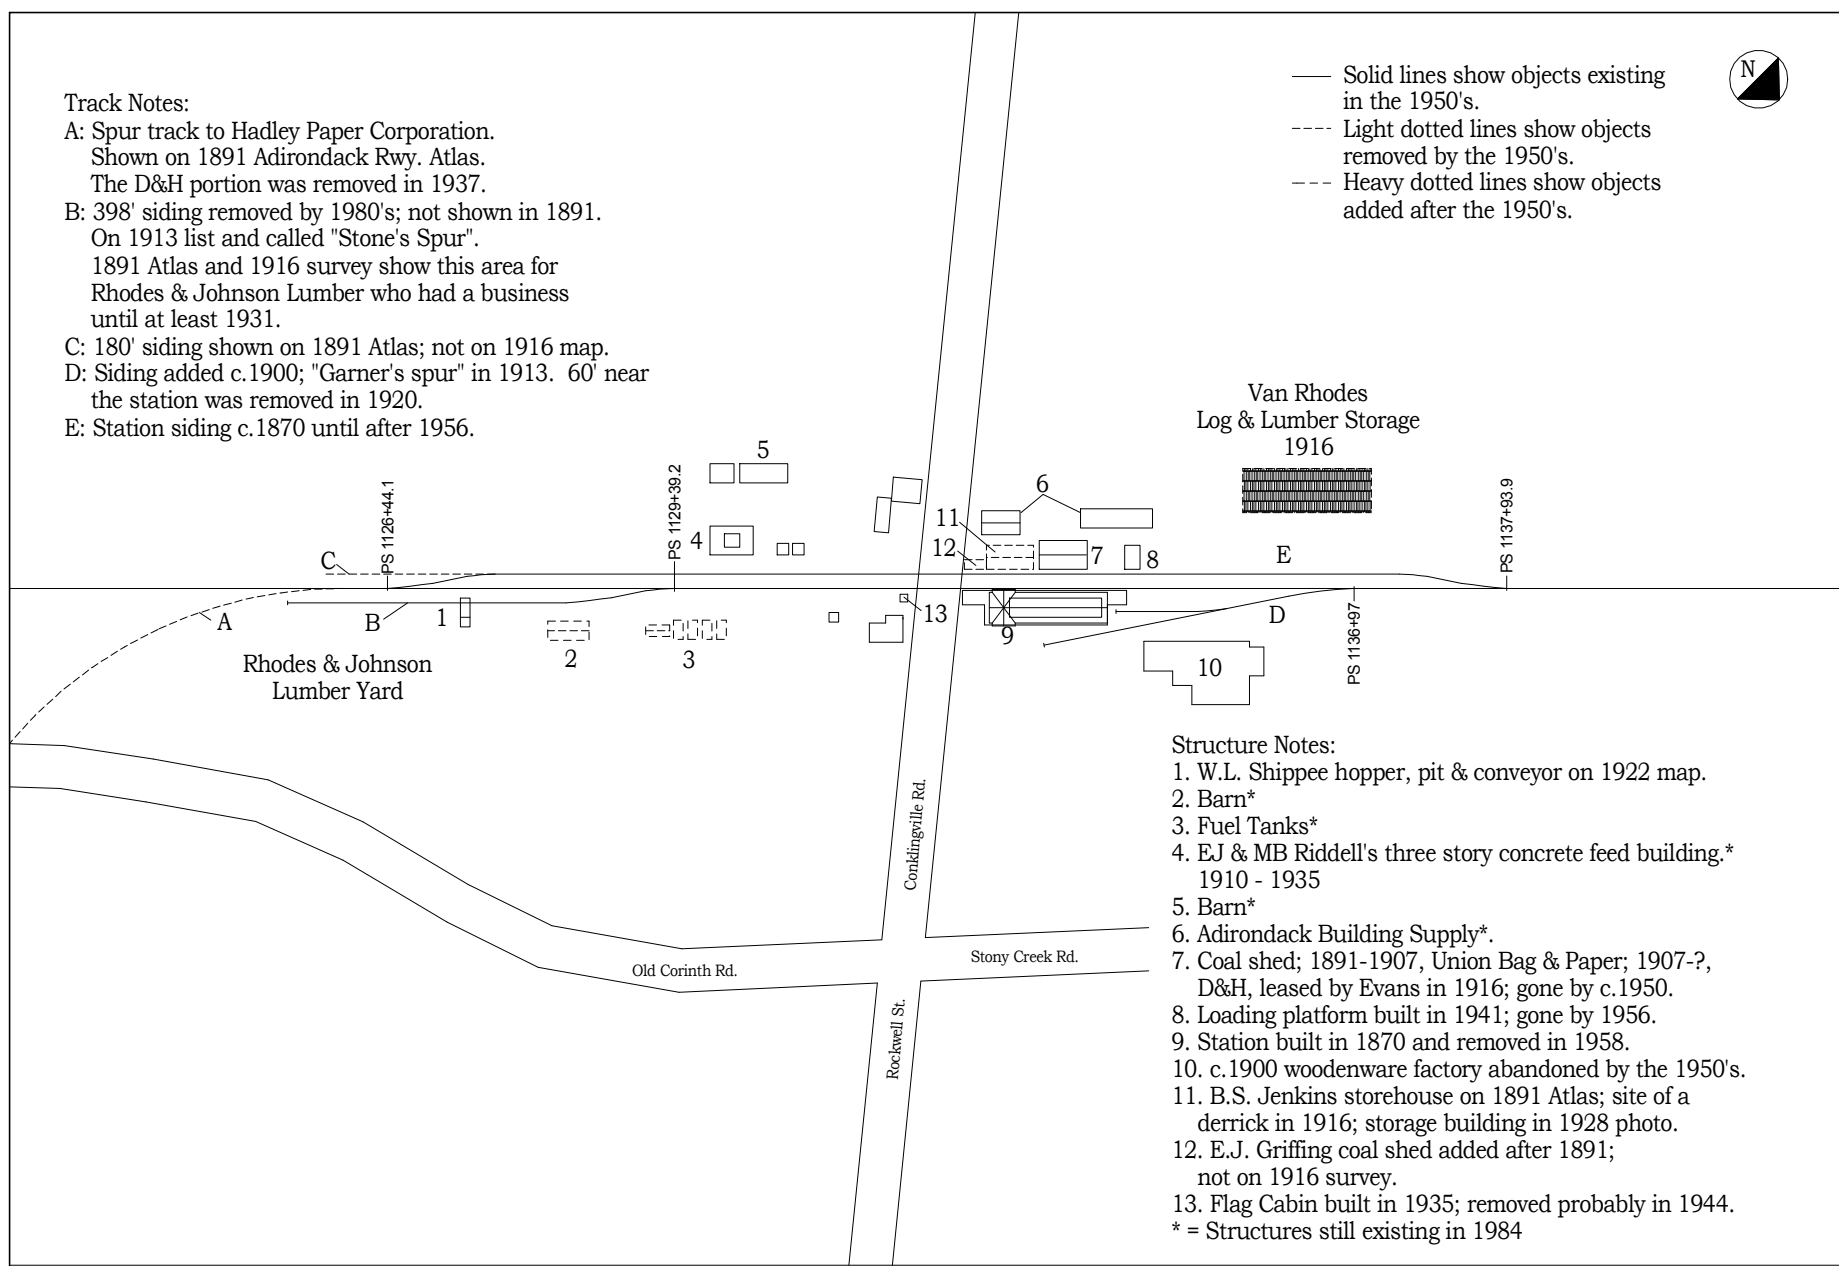 Track Notes:
A: Spur track to Hadley Paper Corporation.
Shown on 1891 Adirondack Rwy. Atlas.
The D&H portion was removed in 1937.
B: 398' siding removed by 1980's; not shown in 1891.
On 1913 list and called "Stone's Spur".
1891 Atlas and 1916 survey show this area for
Rhodes & Johnson Lumber who had a business
until at least 1931.
C: 180' siding shown on 1891 Atlas; not on 1916 map.
D: Siding added c.1900; "Garner's spur" in 1913. 60' near
the station was removed in 1920.
E: Station siding c.1870 until after 1956.
Solid lines show objects existing
in the 1950's.
Light dotted lines show objects
removed by the 1950's.
Heavy dotted lines show objects
added after the 1950's.
N
Van Rhodes
Log & Lumber Storage
1916
PS 1126+44.1
PS 1129+39.2
PS 1137+93.9
PS 1136+97
5
4
6
11
12
7
8
E
C
A
B
1
2
3
13
9
D
10
Rhodes & Johnson
Lumber Yard
Conklingville Rd.
Old Corinth Rd.
Stony Creek Rd.
Rockwell St.
Structure Notes:
1. W.L. Shippee hopper, pit & conveyor on 1922 map.
2. Barn*
3. Fuel Tanks*
4. EJ & MB Riddell's three story concrete feed building.*
1910 - 1935
5. Barn*
6. Adirondack Building Supply*.
7. Coal shed; 1891-1907, Union Bag & Paper; 1907-?,
D&H, leased by Evans in 1916; gone by c.1950.
8. Loading platform built in 1941; gone by 1956.
9. Station built in 1870 and removed in 1958.
10. c.1900 woodenware factory abandoned by the 1950's.
11. B.S. Jenkins storehouse on 1891 Atlas; site of a
derrick in 1916; storage building in 1928 photo.
12. E.J. Griffing coal shed added after 1891;
not on 1916 survey.
13. Flag Cabin built in 1935; removed probably in 1944.
* = Structures still existing in 1984